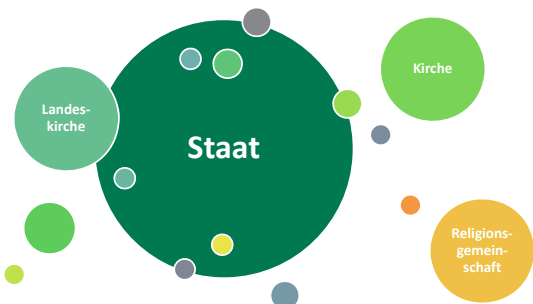 Landes-
kirche
Staat
Kirche
Religions-
gemein-
schaft